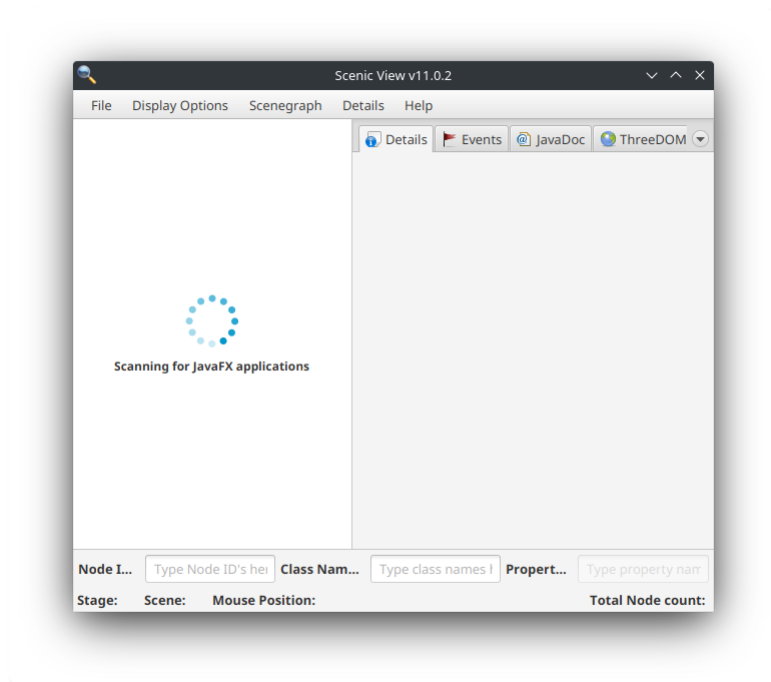 Scenic View v11.0.2
File Display Options Scenegraph Details Help
Details Events JavaDoc ThreeDOM
Scanning for JavaFX applications
Node I... Type Node ID's her Class Nam... Type class names h Propert... Type property nam
Stage: Scene: Mouse Position: Total Node count: